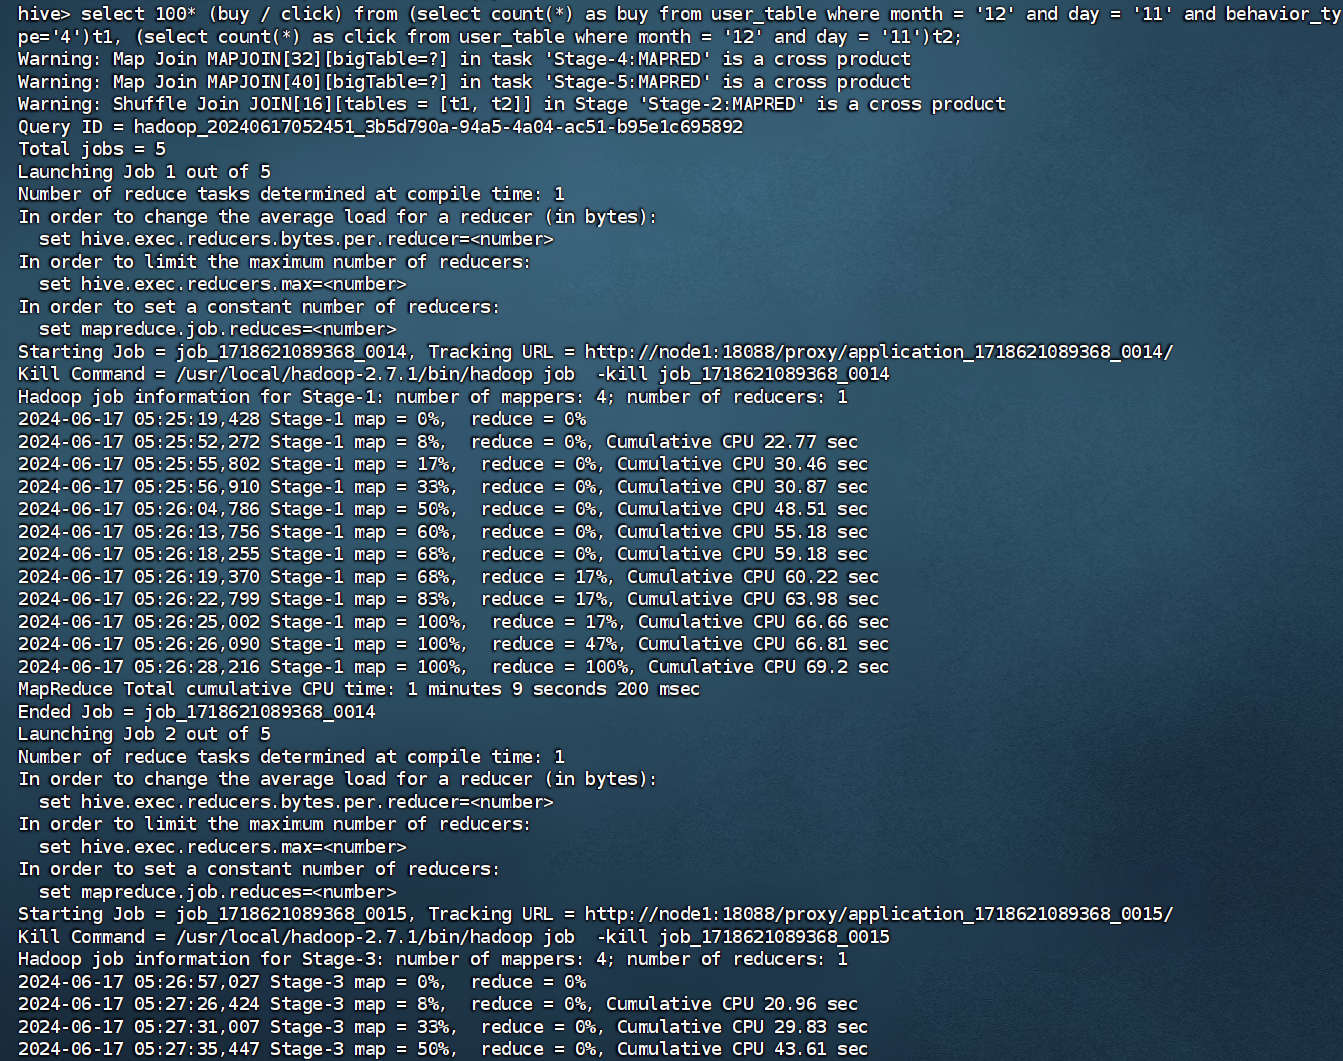 hive> select 100* (buy / click) from (select count(*) as buy from user_table where month = '12' and day = '11' and behavior_ty
pe='4')t1, (select count(*) as click from user_table where month = '12' and day = '11')t2;
Warning: Map Join MAPJOIN[32][bigTable=?] in task 'Stage-4:MAPRED' is a cross product
Warning: Map Join MAPJOIN[40][bigTable=?] in task 'Stage-5:MAPRED' is a cross product
Warning: Shuffle Join JOIN[16][tables = [t1, t2]] in Stage 'Stage-2:MAPRED' is a cross product
Query ID = hadoop_20240617052451_3b5d790a-94a5-4a04-ac51-b95e1c695892
Total jobs = 5
Launching Job 1 out of 5
Number of reduce tasks determined at compile time: 1
In order to change the average load for a reducer (in bytes):
  set hive.exec.reducers.bytes.per.reducer=<number>
In order to limit the maximum number of reducers:
  set hive.exec.reducers.max=<number>
In order to set a constant number of reducers:
  set mapreduce.job.reduces=<number>
Starting Job = job_1718621089368_0014, Tracking URL = http://node1:18088/proxy/application_1718621089368_0014/
Kill Command = /usr/local/hadoop-2.7.1/bin/hadoop job  -kill job_1718621089368_0014
Hadoop job information for Stage-1: number of mappers: 4; number of reducers: 1
2024-06-17 05:25:19,428 Stage-1 map = 0%,  reduce = 0%
2024-06-17 05:25:52,272 Stage-1 map = 8%,  reduce = 0%, Cumulative CPU 22.77 sec
2024-06-17 05:25:55,802 Stage-1 map = 17%,  reduce = 0%, Cumulative CPU 30.46 sec
2024-06-17 05:25:56,910 Stage-1 map = 33%,  reduce = 0%, Cumulative CPU 30.87 sec
2024-06-17 05:26:04,786 Stage-1 map = 50%,  reduce = 0%, Cumulative CPU 48.51 sec
2024-06-17 05:26:13,756 Stage-1 map = 60%,  reduce = 0%, Cumulative CPU 55.18 sec
2024-06-17 05:26:18,255 Stage-1 map = 68%,  reduce = 0%, Cumulative CPU 59.18 sec
2024-06-17 05:26:19,370 Stage-1 map = 68%,  reduce = 17%, Cumulative CPU 60.22 sec
2024-06-17 05:26:22,799 Stage-1 map = 83%,  reduce = 17%, Cumulative CPU 63.98 sec
2024-06-17 05:26:25,002 Stage-1 map = 100%,  reduce = 17%, Cumulative CPU 66.66 sec
2024-06-17 05:26:26,090 Stage-1 map = 100%,  reduce = 47%, Cumulative CPU 66.81 sec
2024-06-17 05:26:28,216 Stage-1 map = 100%,  reduce = 100%, Cumulative CPU 69.2 sec
MapReduce Total cumulative CPU time: 1 minutes 9 seconds 200 msec
Ended Job = job_1718621089368_0014
Launching Job 2 out of 5
Number of reduce tasks determined at compile time: 1
In order to change the average load for a reducer (in bytes):
  set hive.exec.reducers.bytes.per.reducer=<number>
In order to limit the maximum number of reducers:
  set hive.exec.reducers.max=<number>
In order to set a constant number of reducers:
  set mapreduce.job.reduces=<number>
Starting Job = job_1718621089368_0015, Tracking URL = http://node1:18088/proxy/application_1718621089368_0015/
Kill Command = /usr/local/hadoop-2.7.1/bin/hadoop job  -kill job_1718621089368_0015
Hadoop job information for Stage-3: number of mappers: 4; number of reducers: 1
2024-06-17 05:26:57,027 Stage-3 map = 0%,  reduce = 0%
2024-06-17 05:27:26,424 Stage-3 map = 8%,  reduce = 0%, Cumulative CPU 20.96 sec
2024-06-17 05:27:31,007 Stage-3 map = 33%,  reduce = 0%, Cumulative CPU 29.83 sec
2024-06-17 05:27:35,447 Stage-3 map = 50%,  reduce = 0%, Cumulative CPU 43.61 sec